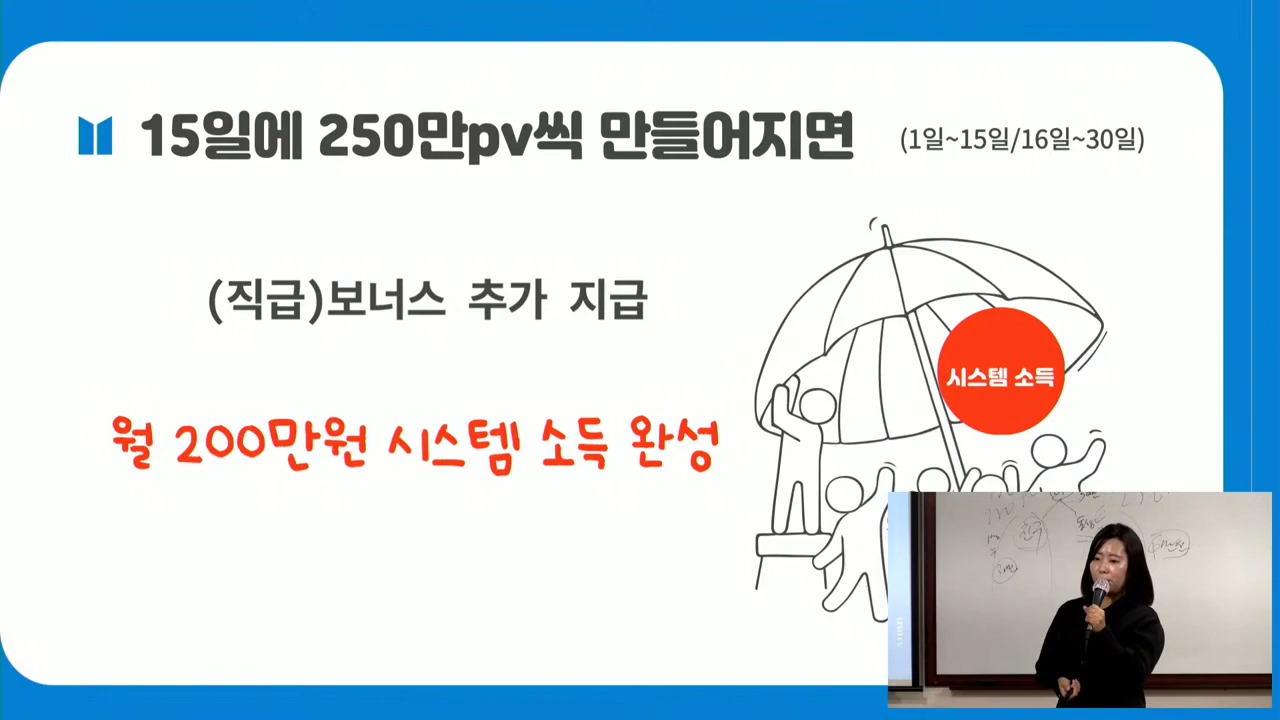 15일에 250만pv씩 만들어지면 (1일~15일/16일~30일)
(직급)보너스 추가 지급
월 200만원 시스템 소득 완성
시스템 소득